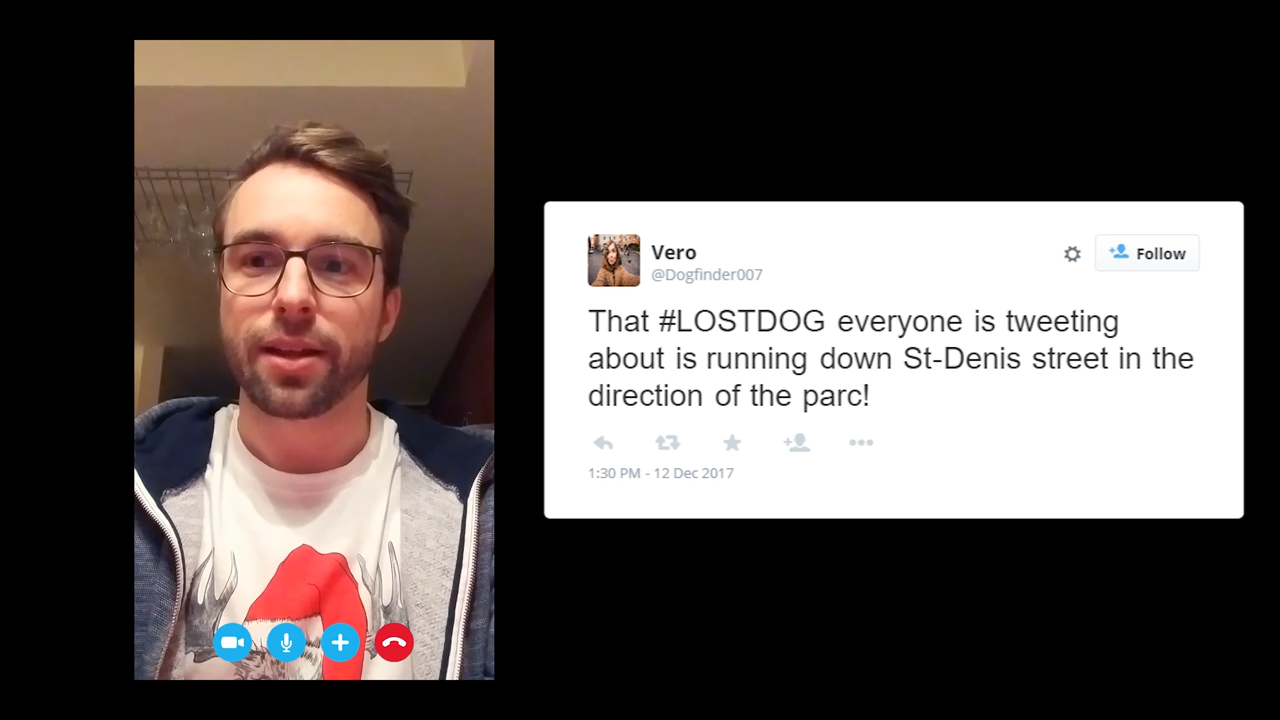 Vero
@Dogfinder007
Follow
That #LOSTDOG everyone is tweeting
about is running down St-Denis street in the
direction of the parc!
1:30 PM - 12 Dec 2017